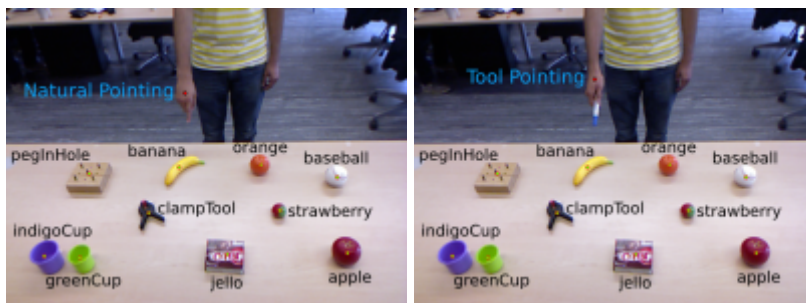 Natural Pointing
pegInHole
banana
orange
baseball
clampTool
strawberry
indigoCup
greenCup
jello
apple
Tool Pointing
pegInHole
banana
orange
baseball
clampTool
strawberry
indigoCup
greenCup
jello
apple